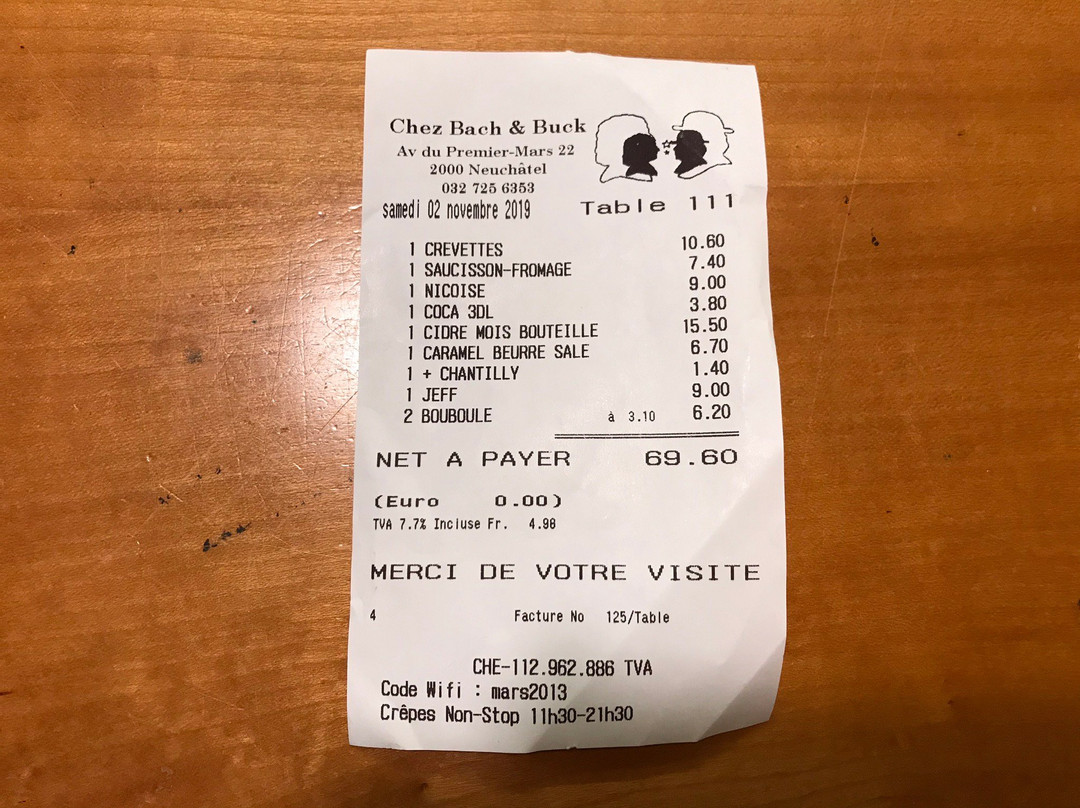 Chez Bach & Buck
Av du Premier-Mars 22
2000 Neuchâtel
032 725 6353
samedi 02 novembre 2019 Table 111
1 CREVETTES 10.60
1 SAUCISSON-FROMAGE 7.40
1 NICOISE 9.00
1 COCA 3DL 3.80
1 CIDRE MOIS BOUTEILLE 15.50
1 CARAMEL BEURRE SALE 6.70
1 + CHANTILLY 1.40
1 JEFF 9.00
2 BOUBOULE à 3.10 6.20
NET A PAYER 69.60
(Euro 0.00)
TVA 7.7% Incluse Fr. 4.98
MERCI DE VOTRE VISITE
4 Facture No 125/Table
CHE-112.962.886 TVA
Code Wifi : mars2013
Crêpes Non-Stop 11h30-21h30